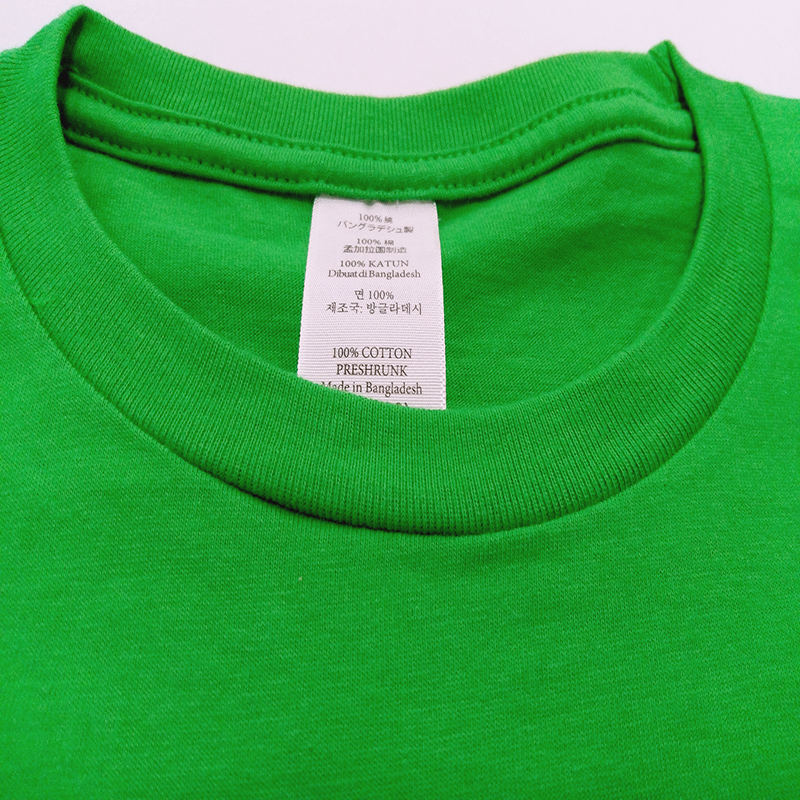 100% 綿
バングラデシュ製
100% 棉
孟加拉国制造
100% KATUN
Dibuat di Bangladesh
면 100%
제조국: 방글라데시
100% COTTON
PRESHRUNK
Made in Bangladesh